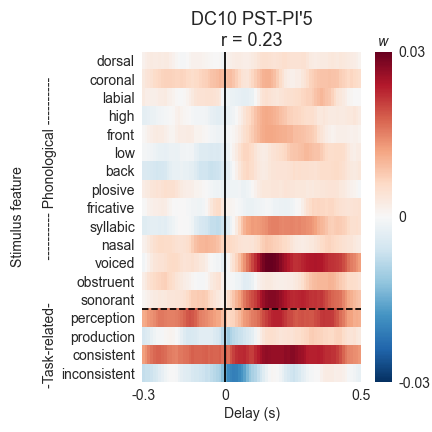 DC10 PST-PI'5
r = 0.23
w
dorsal
coronal
labial
high
front
low
back
plosive
fricative
syllabic
nasal
voiced
obstruent
sonorant
perception
production
consistent
inconsistent
Stimulus feature
-Task-related- ---------- Phonological ----------
0.03
0
-0.03
-0.3 0 0.5
Delay (s)